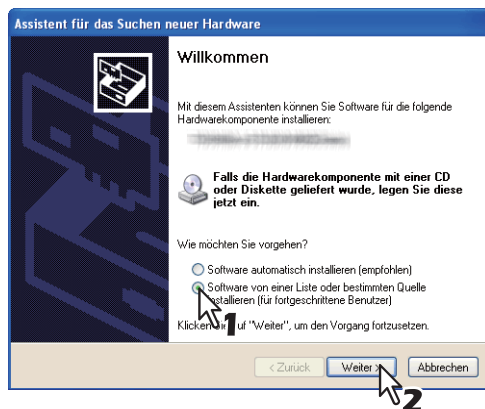 Assistent für das Suchen neuer Hardware
Willkommen
Mit diesem Assistenten können Sie Software für die folgende
Hardwarekomponente installieren:
Falls die Hardwarekomponente mit einer CD
oder Diskette geliefert wurde, legen Sie diese
jetzt ein.
Wie möchten Sie vorgehen?
Software automatisch installieren (empfohlen)
Software von einer Liste oder bestimmten Quelle
installieren (für fortgeschrittene Benutzer)
1
Klicken Sie auf "Weiter", um den Vorgang fortzusetzen.
< Zurück Weiter > Abbrechen
2